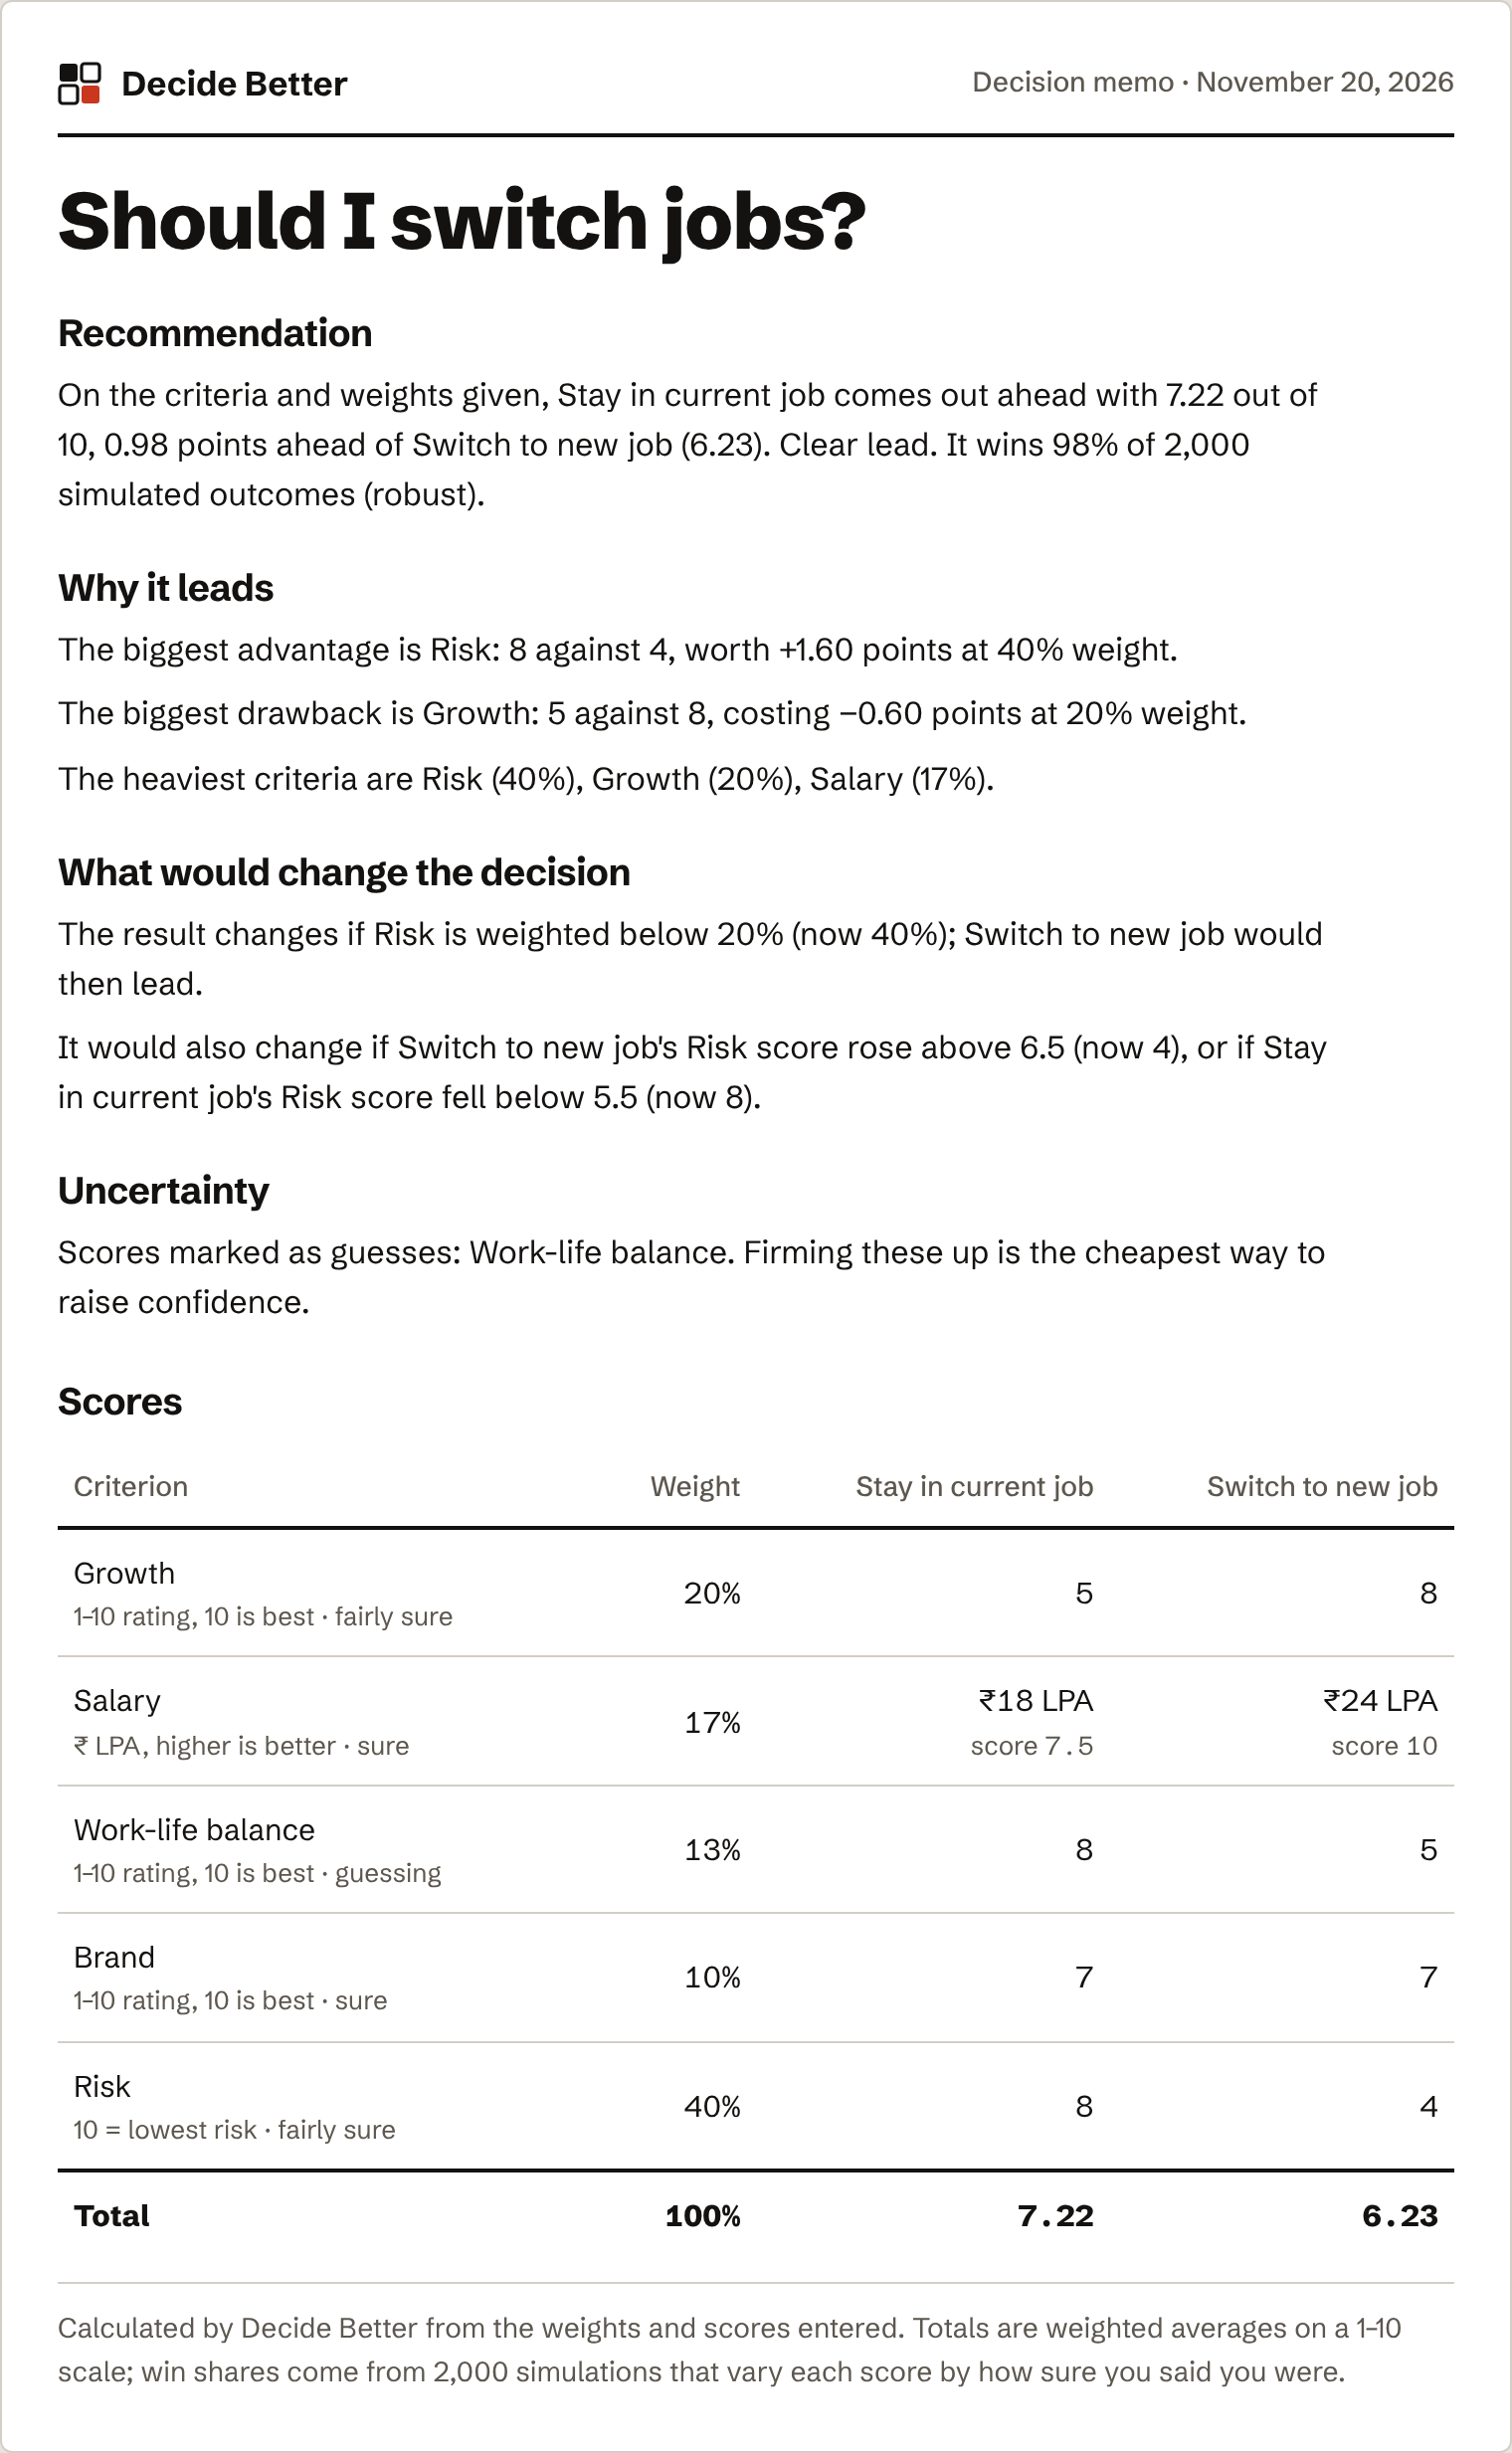 Decide Better
Decision memo · November 20, 2026
Should I switch jobs?
Recommendation
On the criteria and weights given, Stay in current job comes out ahead with 7.22 out of
10, 0.98 points ahead of Switch to new job (6.23). Clear lead. It wins 98% of 2,000
simulated outcomes (robust).
Why it leads
The biggest advantage is Risk: 8 against 4, worth +1.60 points at 40% weight.
The biggest drawback is Growth: 5 against 8, costing −0.60 points at 20% weight.
The heaviest criteria are Risk (40%), Growth (20%), Salary (17%).
What would change the decision
The result changes if Risk is weighted below 20% (now 40%); Switch to new job would
then lead.
It would also change if Switch to new job's Risk score rose above 6.5 (now 4), or if Stay
in current job's Risk score fell below 5.5 (now 8).
Uncertainty
Scores marked as guesses: Work-life balance. Firming these up is the cheapest way to
raise confidence.
Scores
Criterion Weight Stay in current job Switch to new job
Growth
1–10 rating, 10 is best · fairly sure
20% 5 8
Salary
₹ LPA, higher is better · sure
17% ₹18 LPA ₹24 LPA
score 7.5 score 10
Work-life balance
1–10 rating, 10 is best · guessing
13% 8 5
Brand
1–10 rating, 10 is best · sure
10% 7 7
Risk
10 = lowest risk · fairly sure
40% 8 4
Total 100% 7.22 6.23
Calculated by Decide Better from the weights and scores entered. Totals are weighted averages on a 1–10
scale; win shares come from 2,000 simulations that vary each score by how sure you said you were.